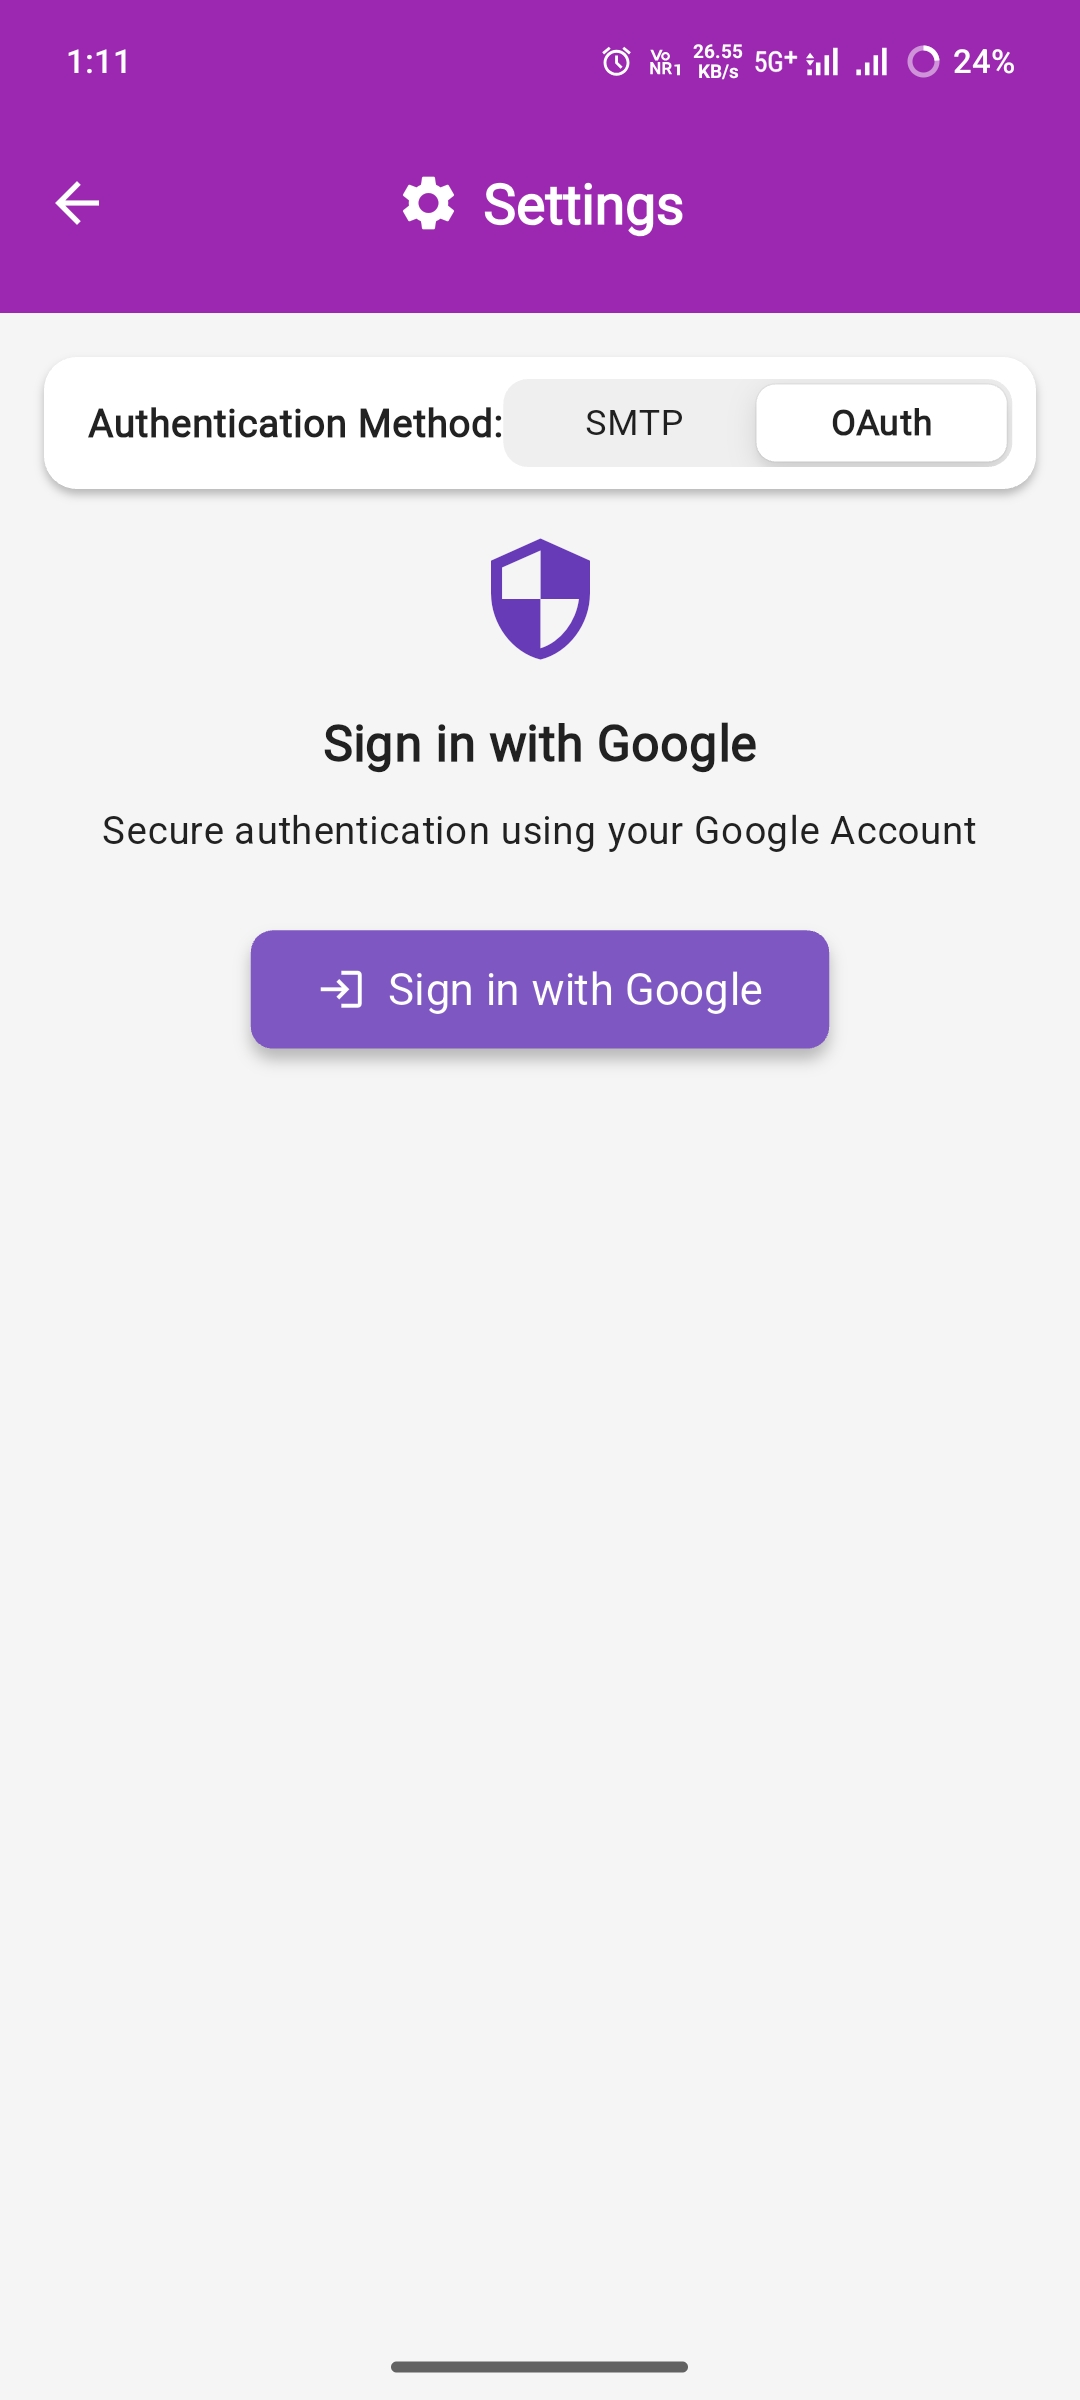 1:11
Vo
NR1
26.55
KB/s
5G+
24%
Settings
Authentication Method:
SMTP
OAuth
Sign in with Google
Secure authentication using your Google Account
Sign in with Google